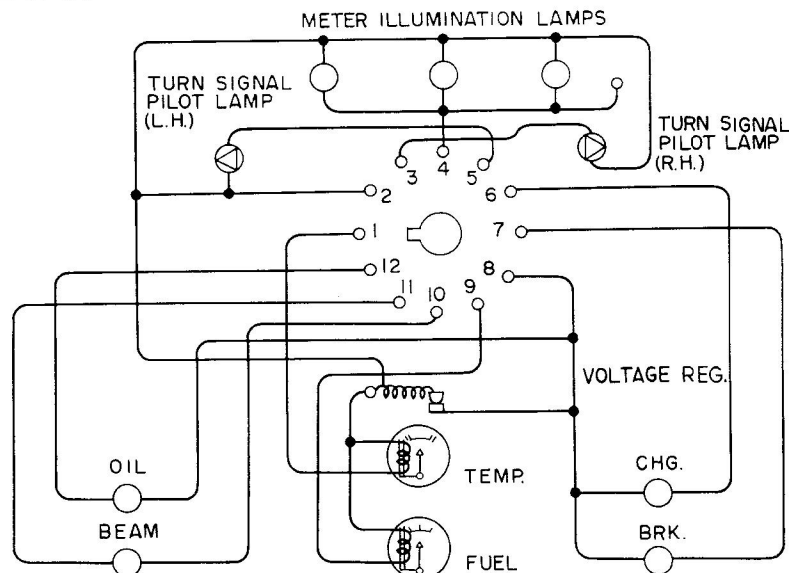 METER ILLUMINATION LAMPS
TURN SIGNAL
PILOT LAMP
(L.H.)
TURN SIGNAL
PILOT LAMP
(R.H.)
3
4
5
2
6
1
7
12
8
11
10
9
VOLTAGE REG.
OIL
TEMP.
CHG.
BEAM
FUEL
BRK.